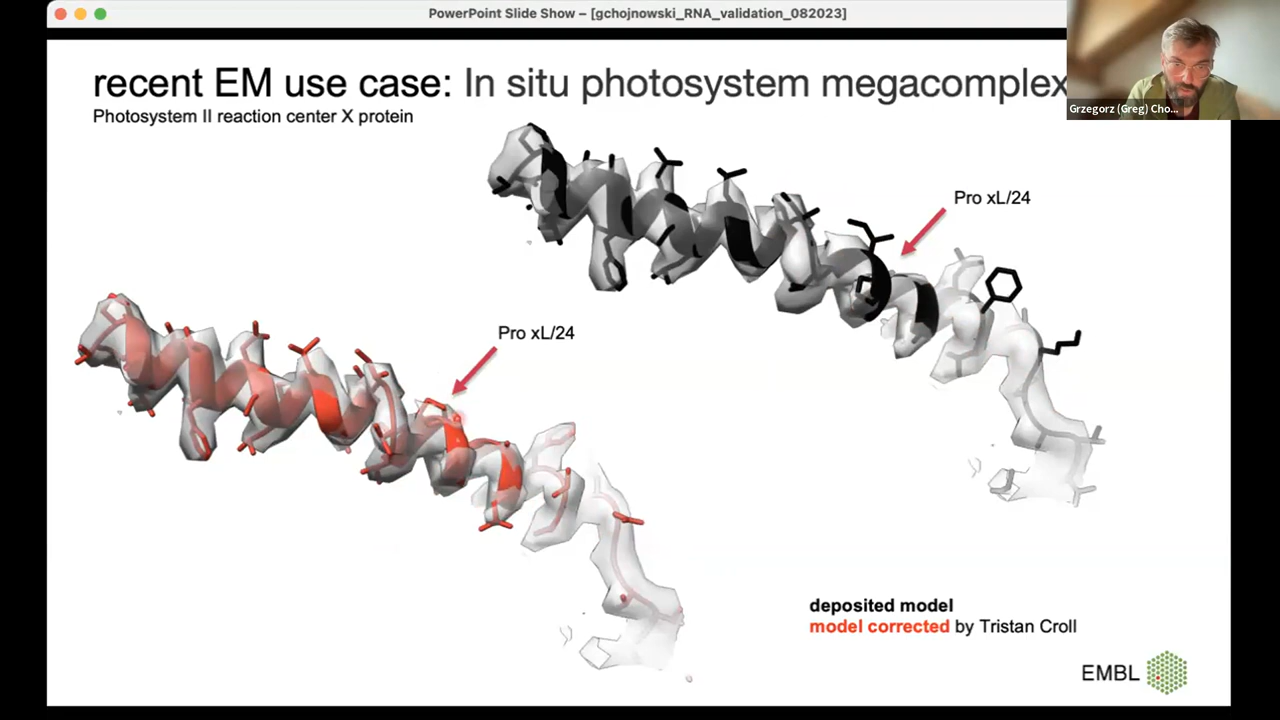 PowerPoint Slide Show – [gchojnowski_RNA_validation_082023]
recent EM use case: In situ photosystem megacomplex
Photosystem II reaction center X protein
Grzegorz (Greg) Cho...
Pro xL/24
Pro xL/24
deposited model
model corrected by Tristan Croll
EMBL